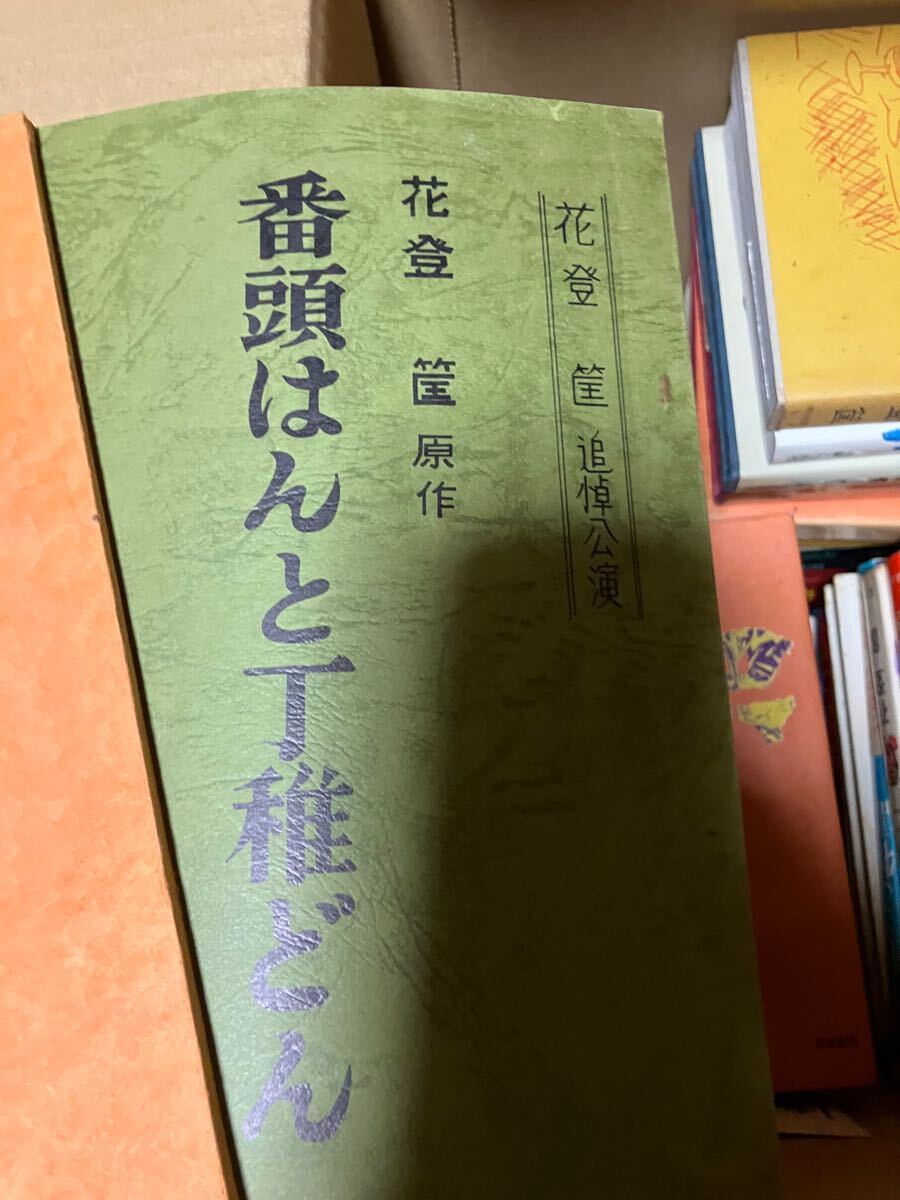 花登 筐 追悼公演
花登 筐 原作
番頭はんと丁稚どん